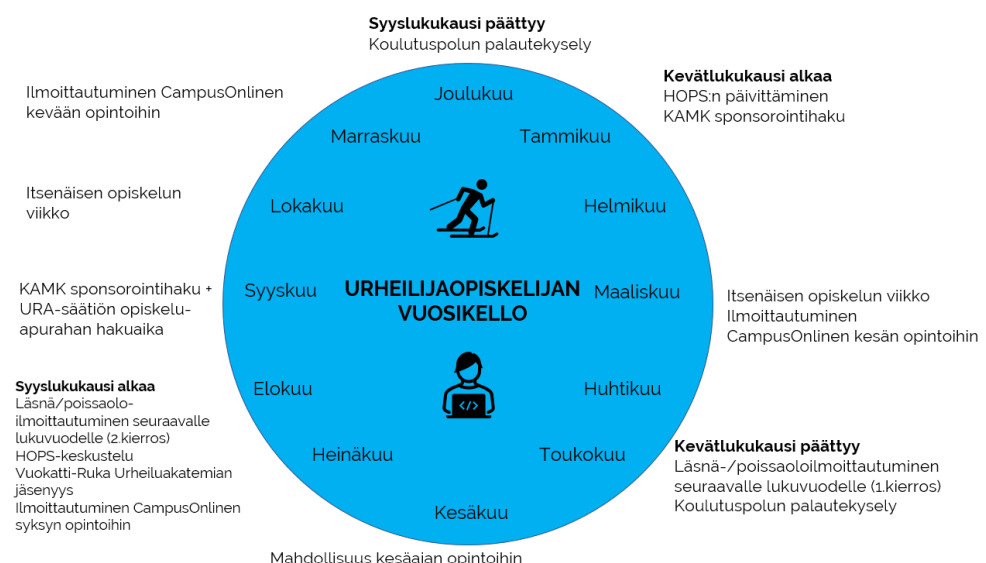 Syyslukukausi päättyy
Koulutuspolun palautekysely
Kevätlukukausi alkaa
HOPS:n päivittäminen
KAMK sponsorointihaku
Ilmoittautuminen CampusOnlinen
kevään opintoihin
Joulukuu
Marraskuu
Tammikuu
Itsenäisen opiskelun
viikko
Lokakuu
Helmikuu
KAMK sponsorointihaku +
URA-säätiön opiskelu-
apurahan hakuaika
Syyskuu
URHEILIJAOPISKELIJAN
VUOSIKELLO
Maaliskuu
Itsenäisen opiskelun viikko
Ilmoittautuminen
CampusOnlinen kesän opintoihin
Syyslukukausi alkaa
Läsnä/poissaolo-
ilmoittautuminen seuraavalle
lukuvuodelle (2.kierros)
HOPS-keskustelu
Vuokatti-Ruka Urheiluakatemian
jäsenyys
Ilmoittautuminen CampusOnlinen
syksyn opintoihin
Elokuu
</>
Huhtikuu
Heinäkuu
Toukokuu
Kevätlukukausi päättyy
Läsnä-/poissaoloilmoittautuminen
seuraavalle lukuvuodelle (1.kierros)
Koulutuspolun palautekysely
Kesäkuu
Mahdollisuus kesäajan opintoihin